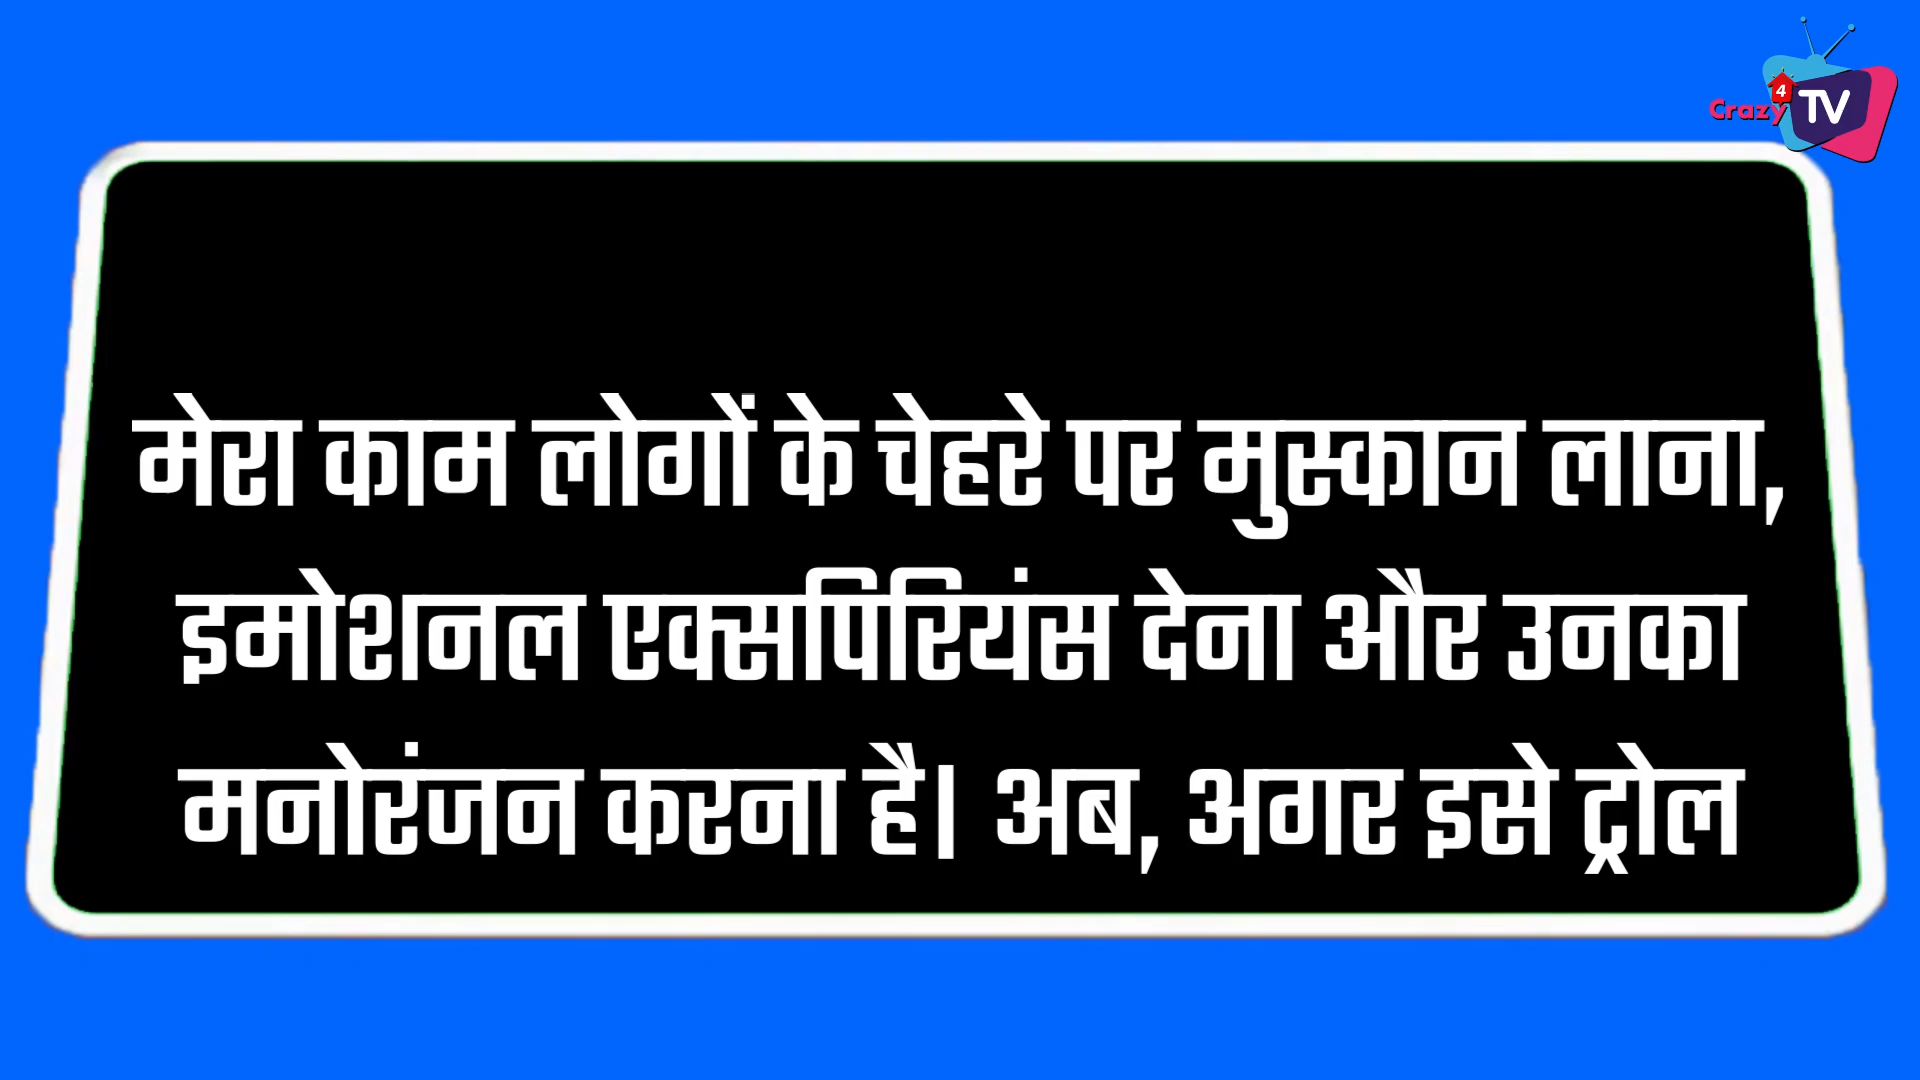 Crazy 4 TV
मेरा काम लोगों के चेहरे पर मुस्कान लाना,
इमोशनल एक्सपिरियंस देना और उनका
मनोरंजन करना है। अब, अगर इसे ट्रोल